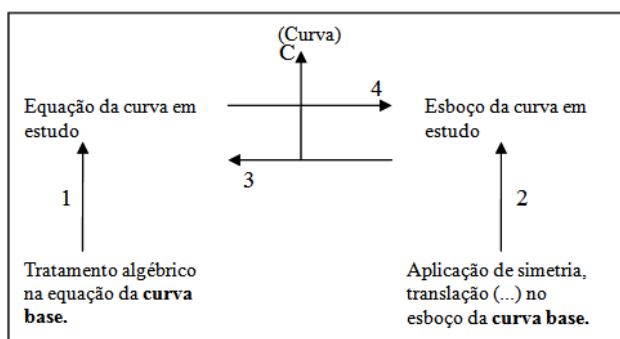 (Curva)
C
4
Equação da curva em
estudo
Esboço da curva em
estudo
3
1
2
Tratamento algébrico
na equação da curva
base.
Aplicação de simetria,
translação (...) no
esboço da curva base.